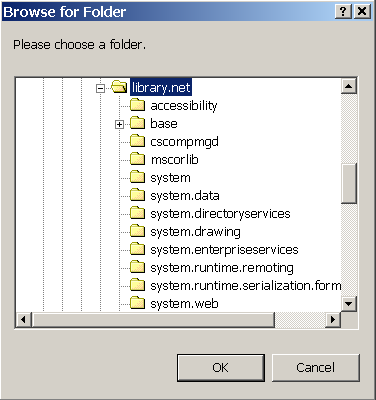 Browse for Folder
Please choose a folder.
library.net
accessibility
base
cscompmgd
mscorlib
system
system.data
system.directoryservices
system.drawing
system.enterpriseservices
system.runtime.remoting
system.runtime.serialization.form
system.web
OK Cancel